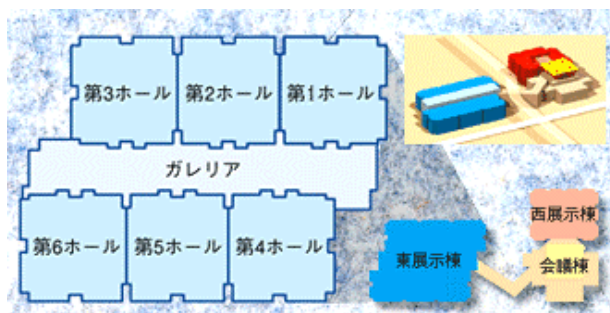 第3ホール
第2ホール
第1ホール
ガレリア
第6ホール
第5ホール
第4ホール
西展示棟
東展示棟
会議棟